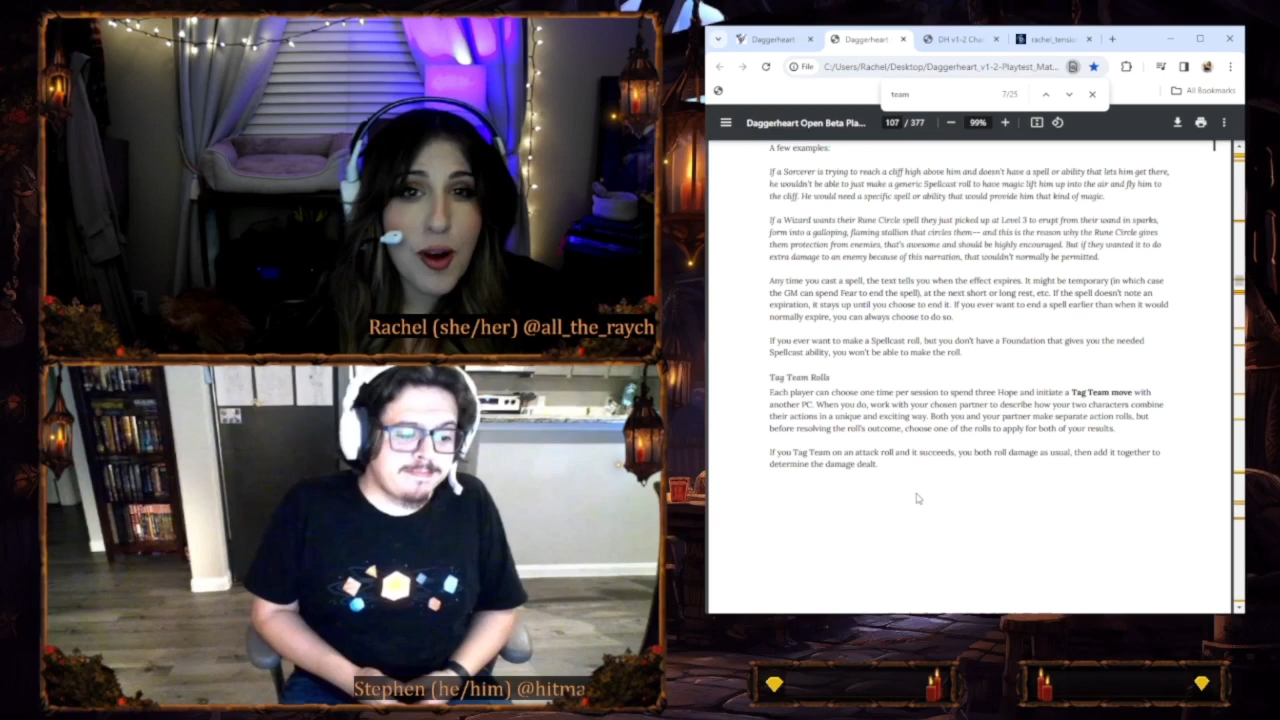 Rachel (she/her) @all_the_raych
Stephen (he/him) @hitma
Daggerheart
Daggerheart
DH v1-2 Cha
rachel_tensio
File
C:/Users/Rachel/Desktop/Daggerheart_v1-2-Playtest_Mat...
team
7/25
All Bookmarks
Daggerheart Open Beta Pla...
107 / 377
99%
A few examples:
If a Sorcerer is trying to reach a cliff high above him and doesn't have a spell or ability that lets him get there,
he wouldn't be able to just make a generic Spellcast roll to have magic lift him up into the air and fly him to
the cliff. He would need a specific spell or ability that would provide him that kind of magic.
If a Wizard wants their Rune Circle spell they just picked up at Level 3 to erupt from their wand in sparks,
form into a galloping, flaming stallion that circles them-- and this is the reason why the Rune Circle gives
them protection from enemies, that's awesome and should be highly encouraged. But if they wanted it to do
extra damage to an enemy because of this narration, that wouldn't normally be permitted.
Any time you cast a spell, the text tells you when the effect expires. It might be temporary (in which case
the GM can spend Fear to end the spell), at the next short or long rest, etc. If the spell doesn't note an
expiration, it stays up until you choose to end it. If you ever want to end a spell earlier than when it would
normally expire, you can always choose to do so.
If you ever want to make a Spellcast roll, but you don't have a Foundation that gives you the needed
Spellcast ability, you won't be able to make the roll.
Tag Team Rolls
Each player can choose one time per session to spend three Hope and initiate a Tag Team move with
another PC. When you do, work with your chosen partner to describe how your two characters combine
their actions in a unique and exciting way. Both you and your partner make separate action rolls, but
before resolving the roll's outcome, choose one of the rolls to apply for both of your results.
If you Tag Team on an attack roll and it succeeds, you both roll damage as usual, then add it together to
determine the damage dealt.